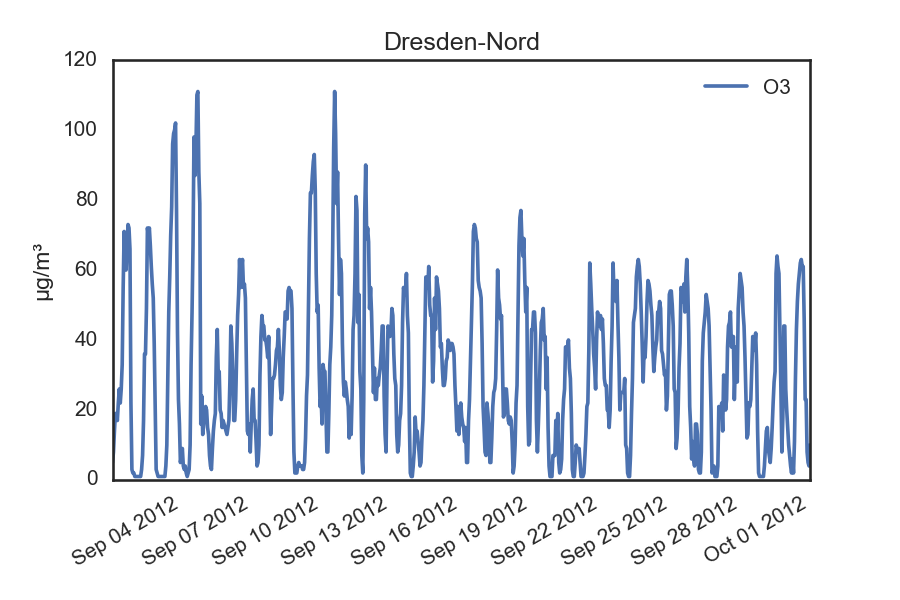 Dresden-Nord
O3
µg/m³
120
100
80
60
40
20
0
Sep 04 2012
Sep 07 2012
Sep 10 2012
Sep 13 2012
Sep 16 2012
Sep 19 2012
Sep 22 2012
Sep 25 2012
Sep 28 2012
Oct 01 2012